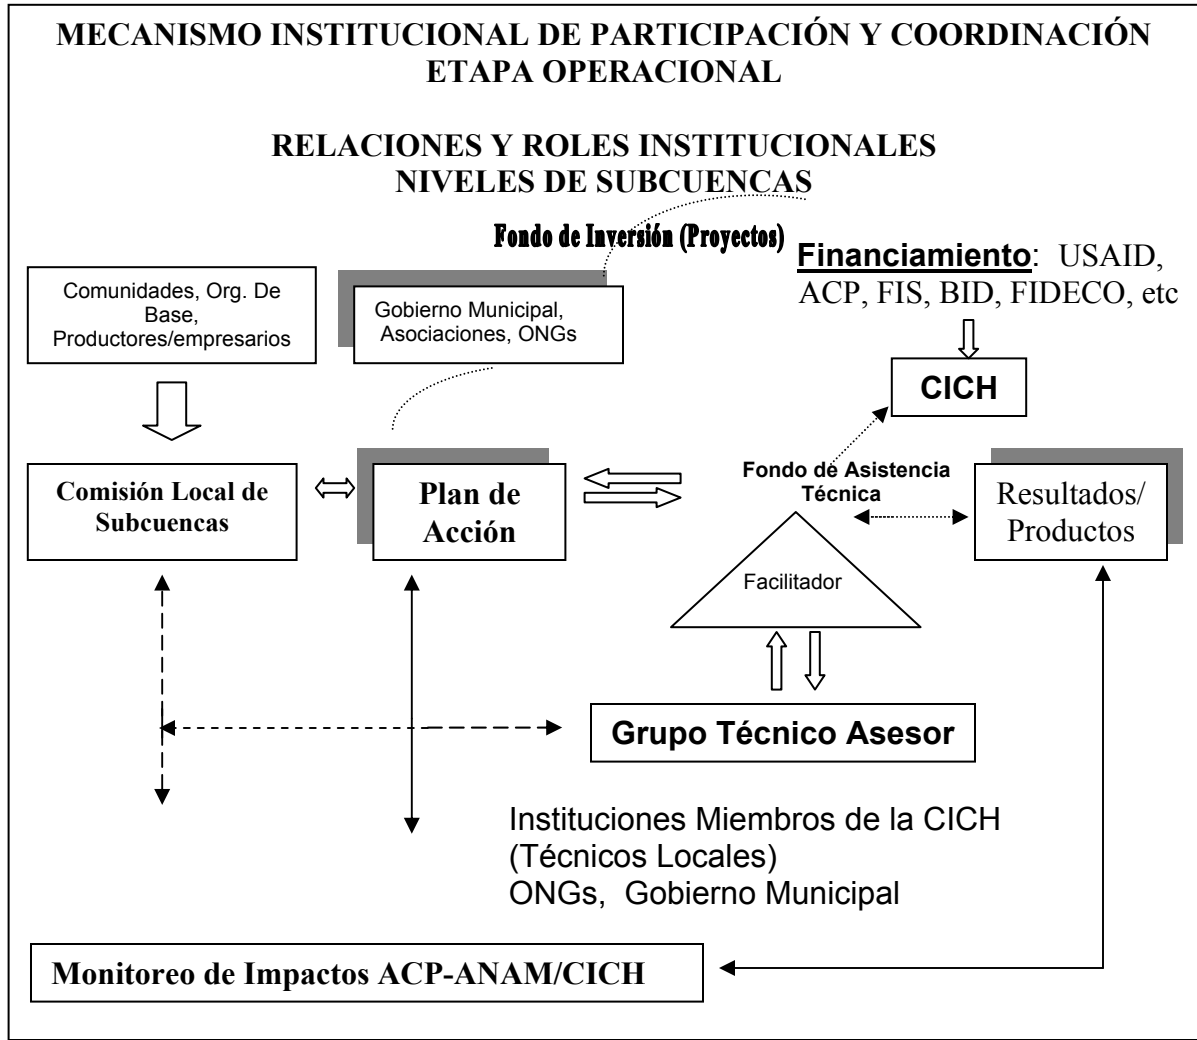 MECANISMO INSTITUCIONAL DE PARTICIPACIÓN Y COORDINACIÓN
ETAPA OPERACIONAL
RELACIONES Y ROLES INSTITUCIONALES
NIVELES DE SUBCUENCAS
Fondo de Inversión (Proyectos)
Financiamiento: USAID,
ACP, FIS, BID, FIDECO, etc
Comunidades, Org. De
Base,
Productores/empresarios
Gobierno Municipal,
Asociaciones, ONGs
CICH
Comisión Local de
Subcuencas
Plan de
Acción
Fondo de Asistencia
Técnica
Resultados/
Productos
Facilitador
Grupo Técnico Asesor
Instituciones Miembros de la CICH
(Técnicos Locales)
ONGs, Gobierno Municipal
Monitoreo de Impactos ACP-ANAM/CICH